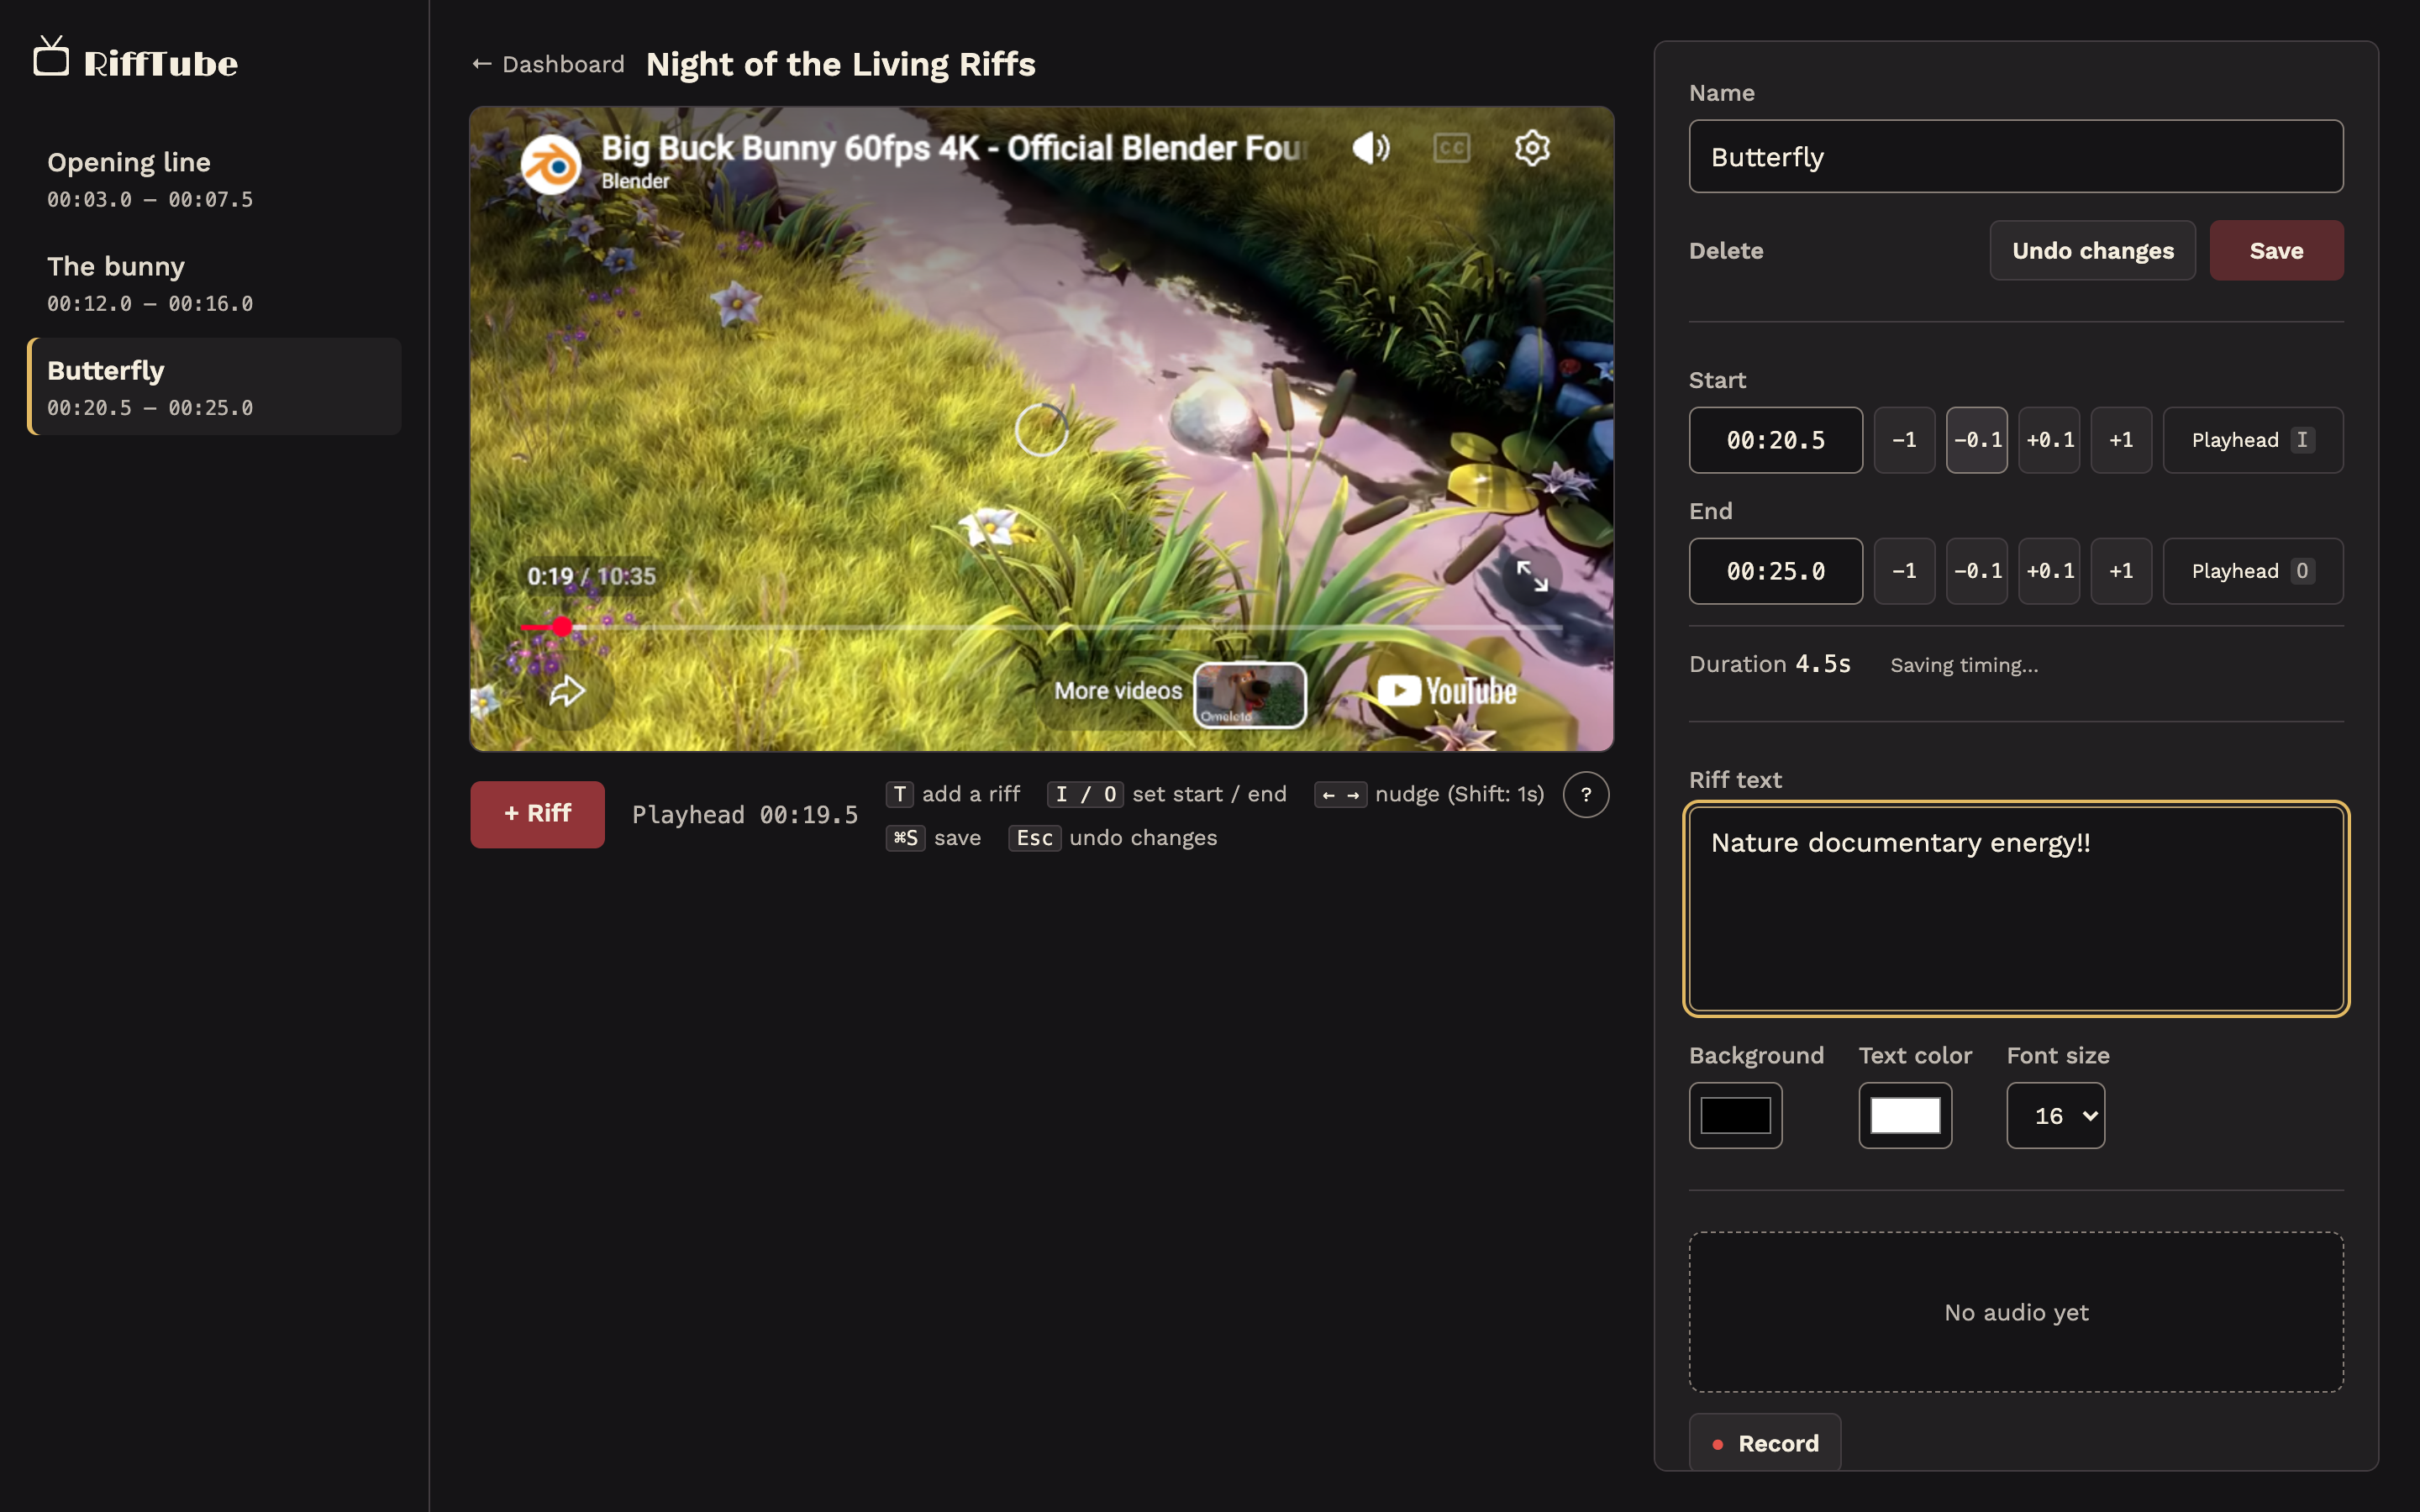 RiffTube
Opening line
00:03.0 — 00:07.5
The bunny
00:12.0 — 00:16.0
Butterfly
00:20.5 — 00:25.0
← Dashboard Night of the Living Riffs
Big Buck Bunny 60fps 4K - Official Blender Four
Blender
CC
0:19 / 10:35
More videos
Omeleto
YouTube
+ Riff
Playhead 00:19.5
T add a riff I / O set start / end ← → nudge (Shift: 1s) ?
⌘S save Esc undo changes
Name
Butterfly
Delete Undo changes Save
Start
00:20.5 −1 −0.1 +0.1 +1 Playhead I
End
00:25.0 −1 −0.1 +0.1 +1 Playhead O
Duration 4.5s Saving timing…
Riff text
Nature documentary energy!!
Background Text color Font size
16
No audio yet
Record